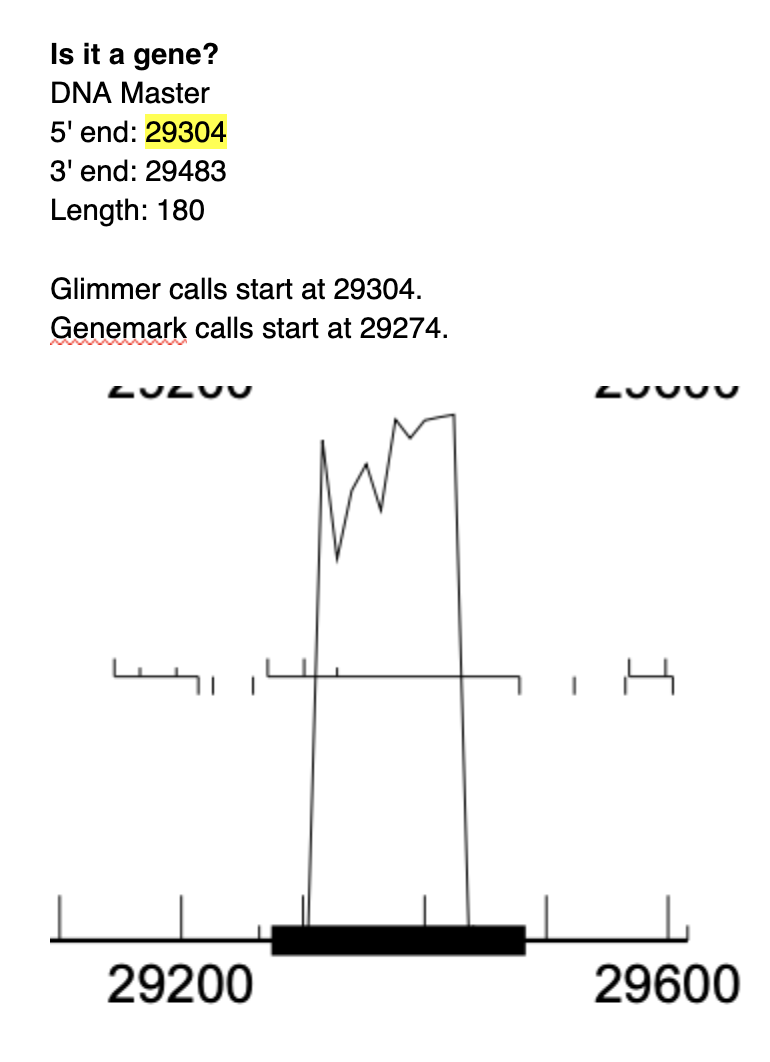 Is it a gene?
DNA Master
5' end: 29304
3' end: 29483
Length: 180
Glimmer calls start at 29304.
Genemark calls start at 29274.
29200 29600